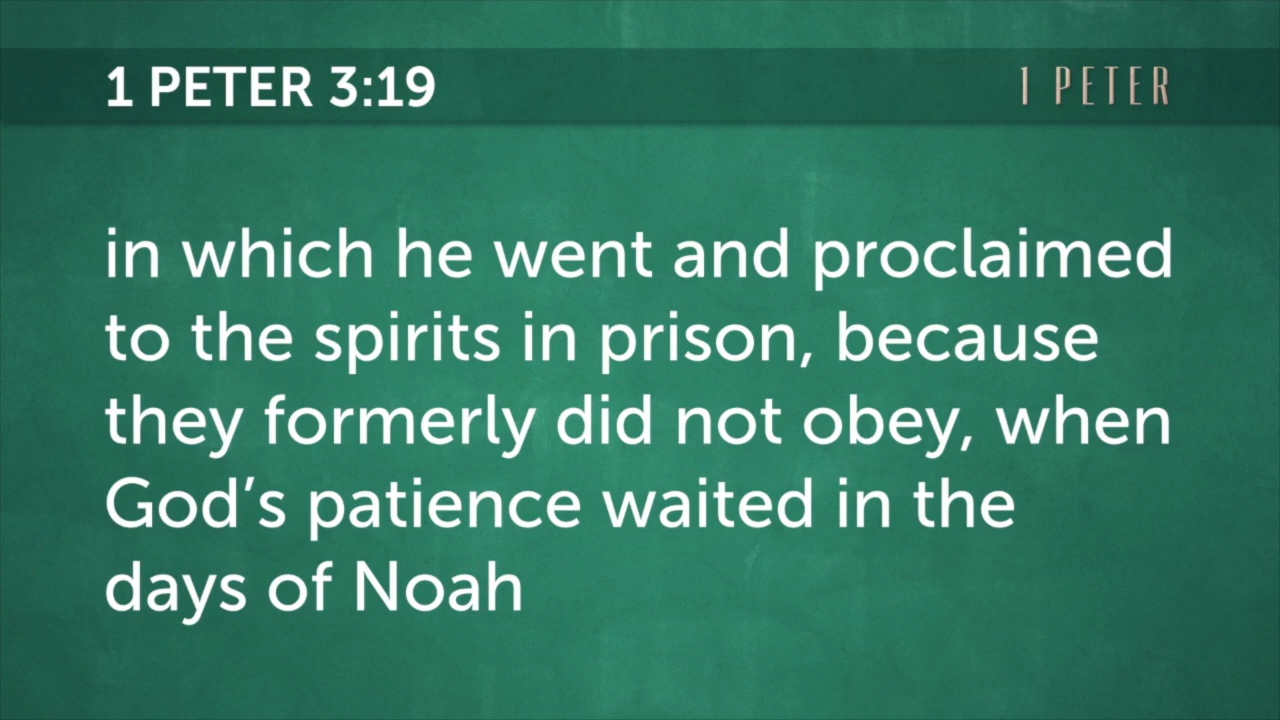 1 PETER 3:19
1 PETER
in which he went and proclaimed
to the spirits in prison, because
they formerly did not obey, when
God’s patience waited in the
days of Noah